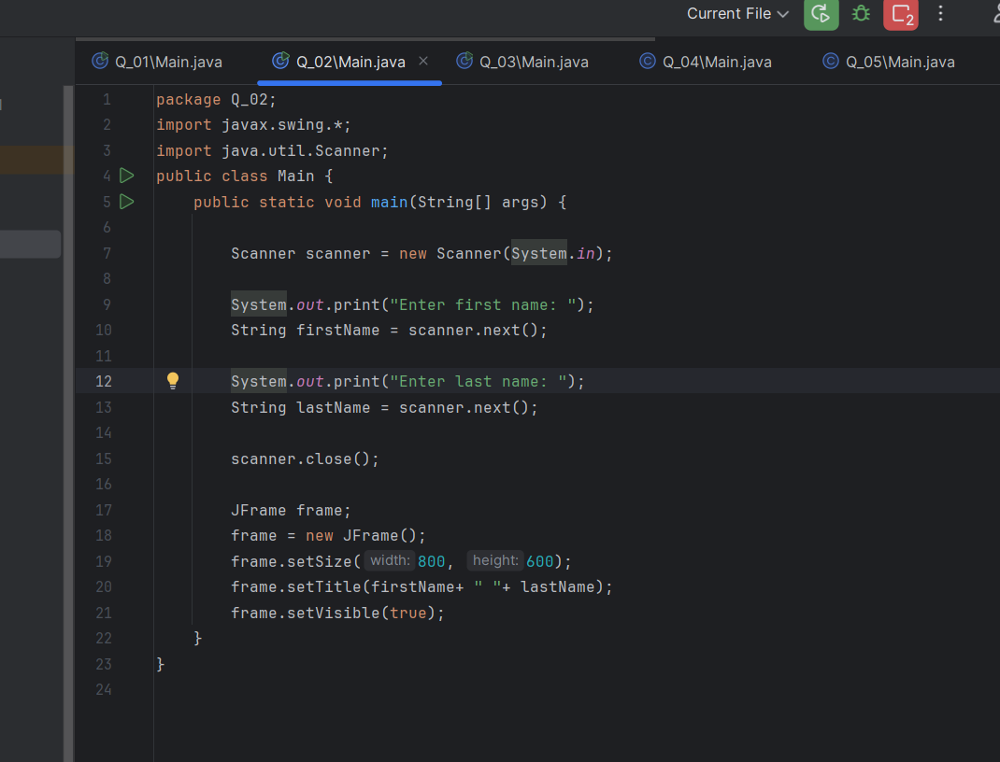 Current File
2
Q_01\Main.java Q_02\Main.java Q_03\Main.java Q_04\Main.java Q_05\Main.java
1 package Q_02;
2 import javax.swing.*;
3 import java.util.Scanner;
4 public class Main {
5 public static void main(String[] args) {
6
7 Scanner scanner = new Scanner(System.in);
8
9 System.out.print("Enter first name: ");
10 String firstName = scanner.next();
11
12 System.out.print("Enter last name: ");
13 String lastName = scanner.next();
14
15 scanner.close();
16
17 JFrame frame;
18 frame = new JFrame();
19 frame.setSize( width: 800, height: 600);
20 frame.setTitle(firstName+ " "+ lastName);
21 frame.setVisible(true);
22 }
23 }
24